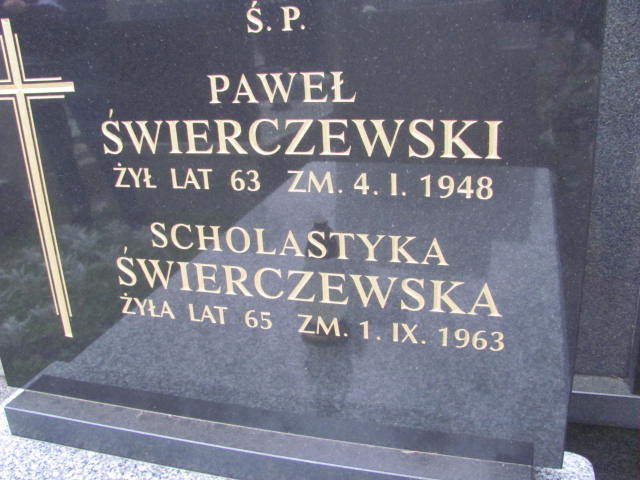 Ś. P.
PAWEŁ
ŚWIERCZEWSKI
ŻYŁ LAT 63 ZM. 4. I. 1948
SCHOLASTYKA
ŚWIERCZEWSKA
ŻYŁA LAT 65 ZM. 1. IX. 1963